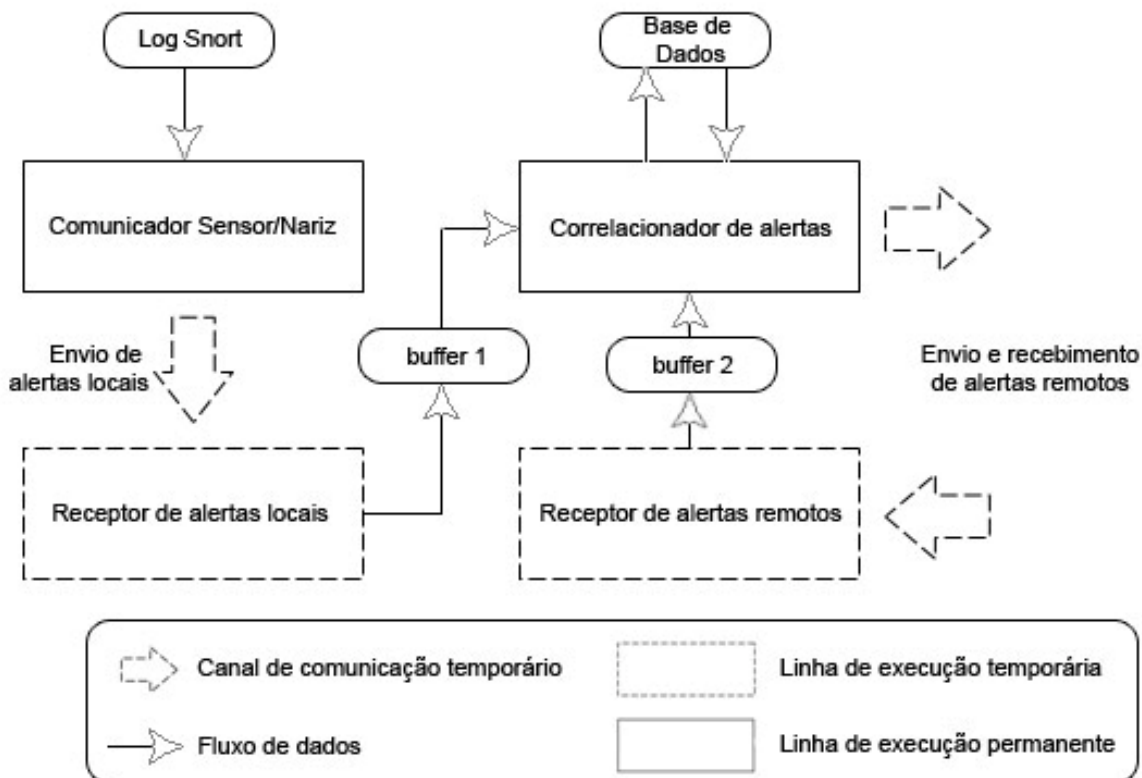 Log Snort
Base de
Dados
Comunicador Sensor/Nariz
Correlacionador de alertas
Envio de
alertas locais
buffer 1
buffer 2
Envio e recebimento
de alertas remotos
Receptor de alertas locais
Receptor de alertas remotos
Canal de comunicação temporário
Linha de execução temporária
Fluxo de dados
Linha de execução permanente